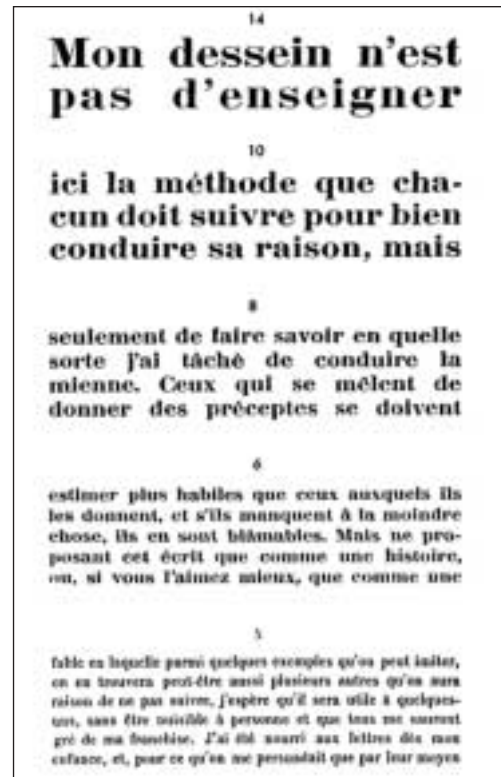 14
Mon dessein n'est
pas d'enseigner
10
ici la méthode que cha-
cun doit suivre pour bien
conduire sa raison, mais
8
seulement de faire savoir en quelle
sorte j'ai tâché de conduire la
mienne. Ceux qui se mêlent de
donner des préceptes se doivent
6
estimer plus habiles que ceux auxquels ils
les donnent, et s'ils manquent à la moindre
chose, ils en sont blâmables. Mais ne pro-
posant cet écrit que comme une histoire,
ou, si vous l'aimez mieux, que comme une
5
fable en laquelle parmi quelques exemples qu'on peut imiter,
on en trouvera peut-être aussi plusieurs autres qu'on aura
raison de ne pas suivre, j'espère qu'il sera utile à quelques-
uns, sans être nuisible à personne et que tous me sauront
gré de ma franchise. J'ai été nourri aux lettres dès mon
enfance, et, pour ce qu'on me persuadait que par leur moyen